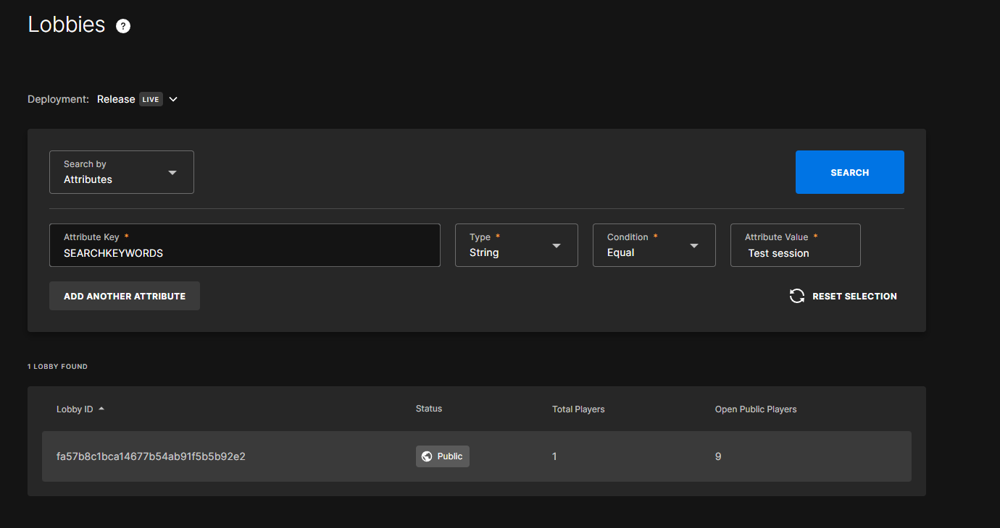 Lobbies ?
Deployment: Release LIVE
Search by
Attributes
SEARCH
Attribute Key *
SEARCHKEYWORDS
Type *
String
Condition *
Equal
Attribute Value *
Test session
ADD ANOTHER ATTRIBUTE
RESET SELECTION
1 LOBBY FOUND
Lobby ID Status Total Players Open Public Players
fa57b8c1bca14677b54ab91f5b5b92e2 Public 1 9